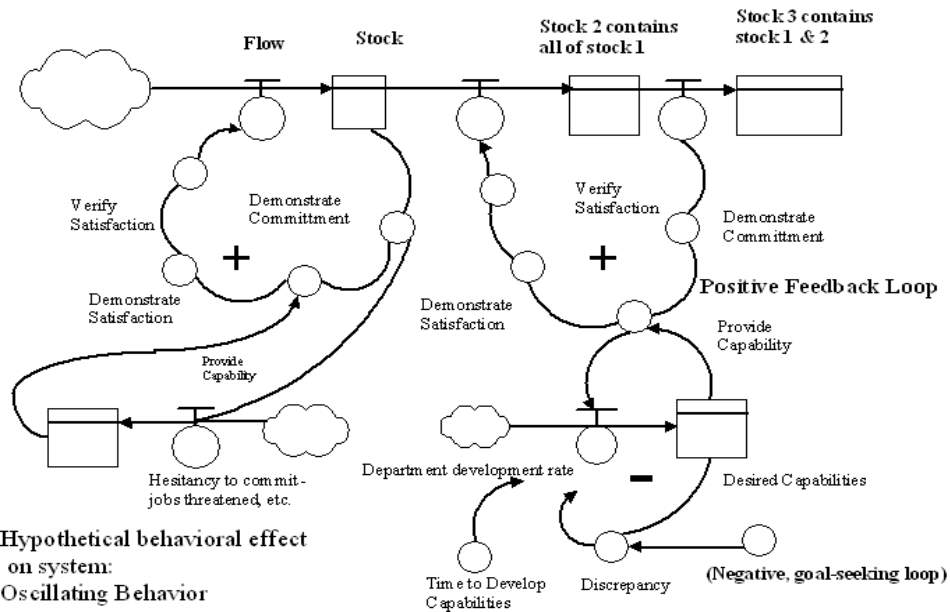 Flow
Stock
Stock 2 contains
all of stock 1
Stock 3 contains
stock 1 & 2
Verify
Satisfaction
Demonstrate
Committment
+
Demonstrate
Satisfaction
Verify
Satisfaction
Demonstrate
Committment
+
Demonstrate
Satisfaction
Positive Feedback Loop
Provide
Capability
Provide
Capability
Hesitancy to commit-
jobs threatened, etc.
Department development rate
-
Desired Capabilities
Hypothetical behavioral effect
on system:
Oscillating Behavior
Time to Develop
Capabilities
Discrepancy
(Negative, goal-seeking loop)